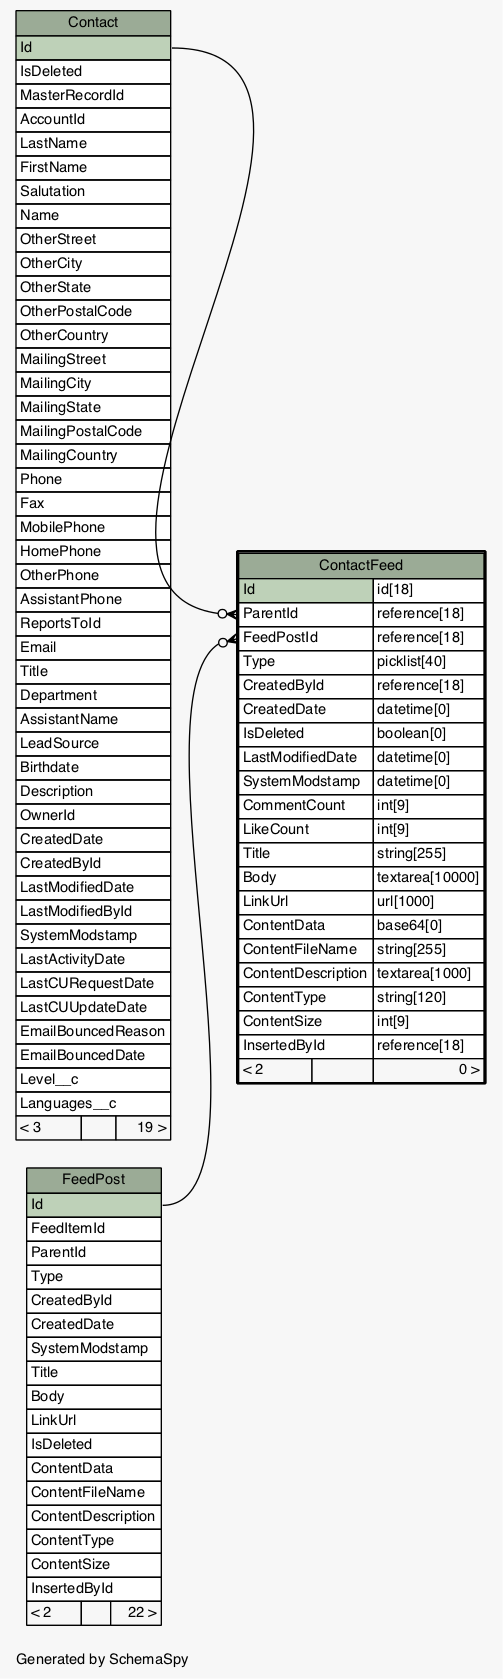 Contact
Id
IsDeleted
MasterRecordId
AccountId
LastName
FirstName
Salutation
Name
OtherStreet
OtherCity
OtherState
OtherPostalCode
OtherCountry
MailingStreet
MailingCity
MailingState
MailingPostalCode
MailingCountry
Phone
Fax
MobilePhone
HomePhone
OtherPhone
AssistantPhone
ReportsToId
Email
Title
Department
AssistantName
LeadSource
Birthdate
Description
OwnerId
CreatedDate
CreatedById
LastModifiedDate
LastModifiedById
SystemModstamp
LastActivityDate
LastCURequestDate
LastCUUpdateDate
EmailBouncedReason
EmailBouncedDate
Level__c
Languages__c
< 3 19 >
ContactFeed
Id id[18]
ParentId reference[18]
FeedPostId reference[18]
Type picklist[40]
CreatedById reference[18]
CreatedDate datetime[0]
IsDeleted boolean[0]
LastModifiedDate datetime[0]
SystemModstamp datetime[0]
CommentCount int[9]
LikeCount int[9]
Title string[255]
Body textarea[10000]
LinkUrl url[1000]
ContentData base64[0]
ContentFileName string[255]
ContentDescription textarea[1000]
ContentType string[120]
ContentSize int[9]
InsertedById reference[18]
< 2 0 >
FeedPost
Id
FeedItemId
ParentId
Type
CreatedById
CreatedDate
SystemModstamp
Title
Body
LinkUrl
IsDeleted
ContentData
ContentFileName
ContentDescription
ContentType
ContentSize
InsertedById
< 2 22 >
Generated by SchemaSpy